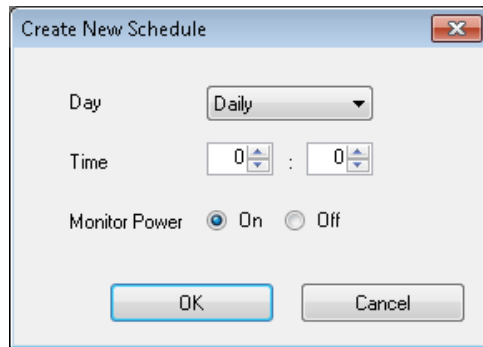 Create New Schedule
Day Daily
Time 0 : 0
Monitor Power On Off
OK Cancel